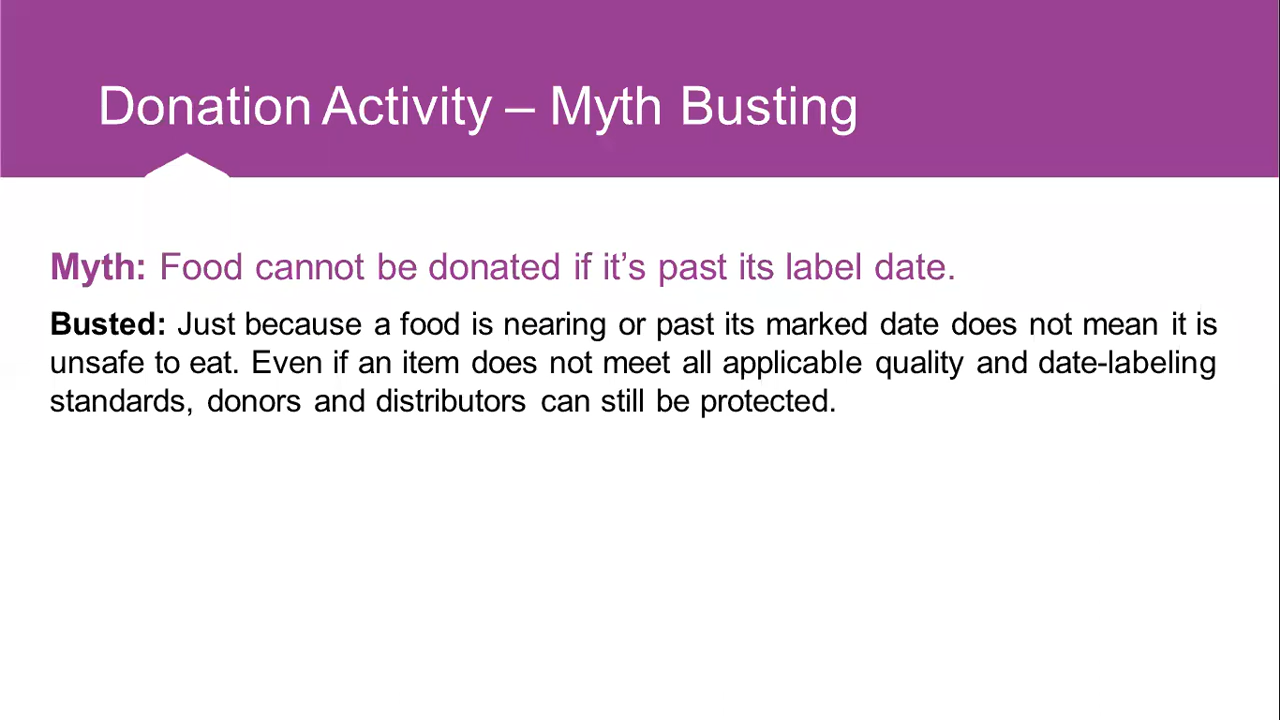 Donation Activity – Myth Busting
Myth: Food cannot be donated if it’s past its label date.
Busted: Just because a food is nearing or past its marked date does not mean it is
unsafe to eat. Even if an item does not meet all applicable quality and date-labeling
standards, donors and distributors can still be protected.